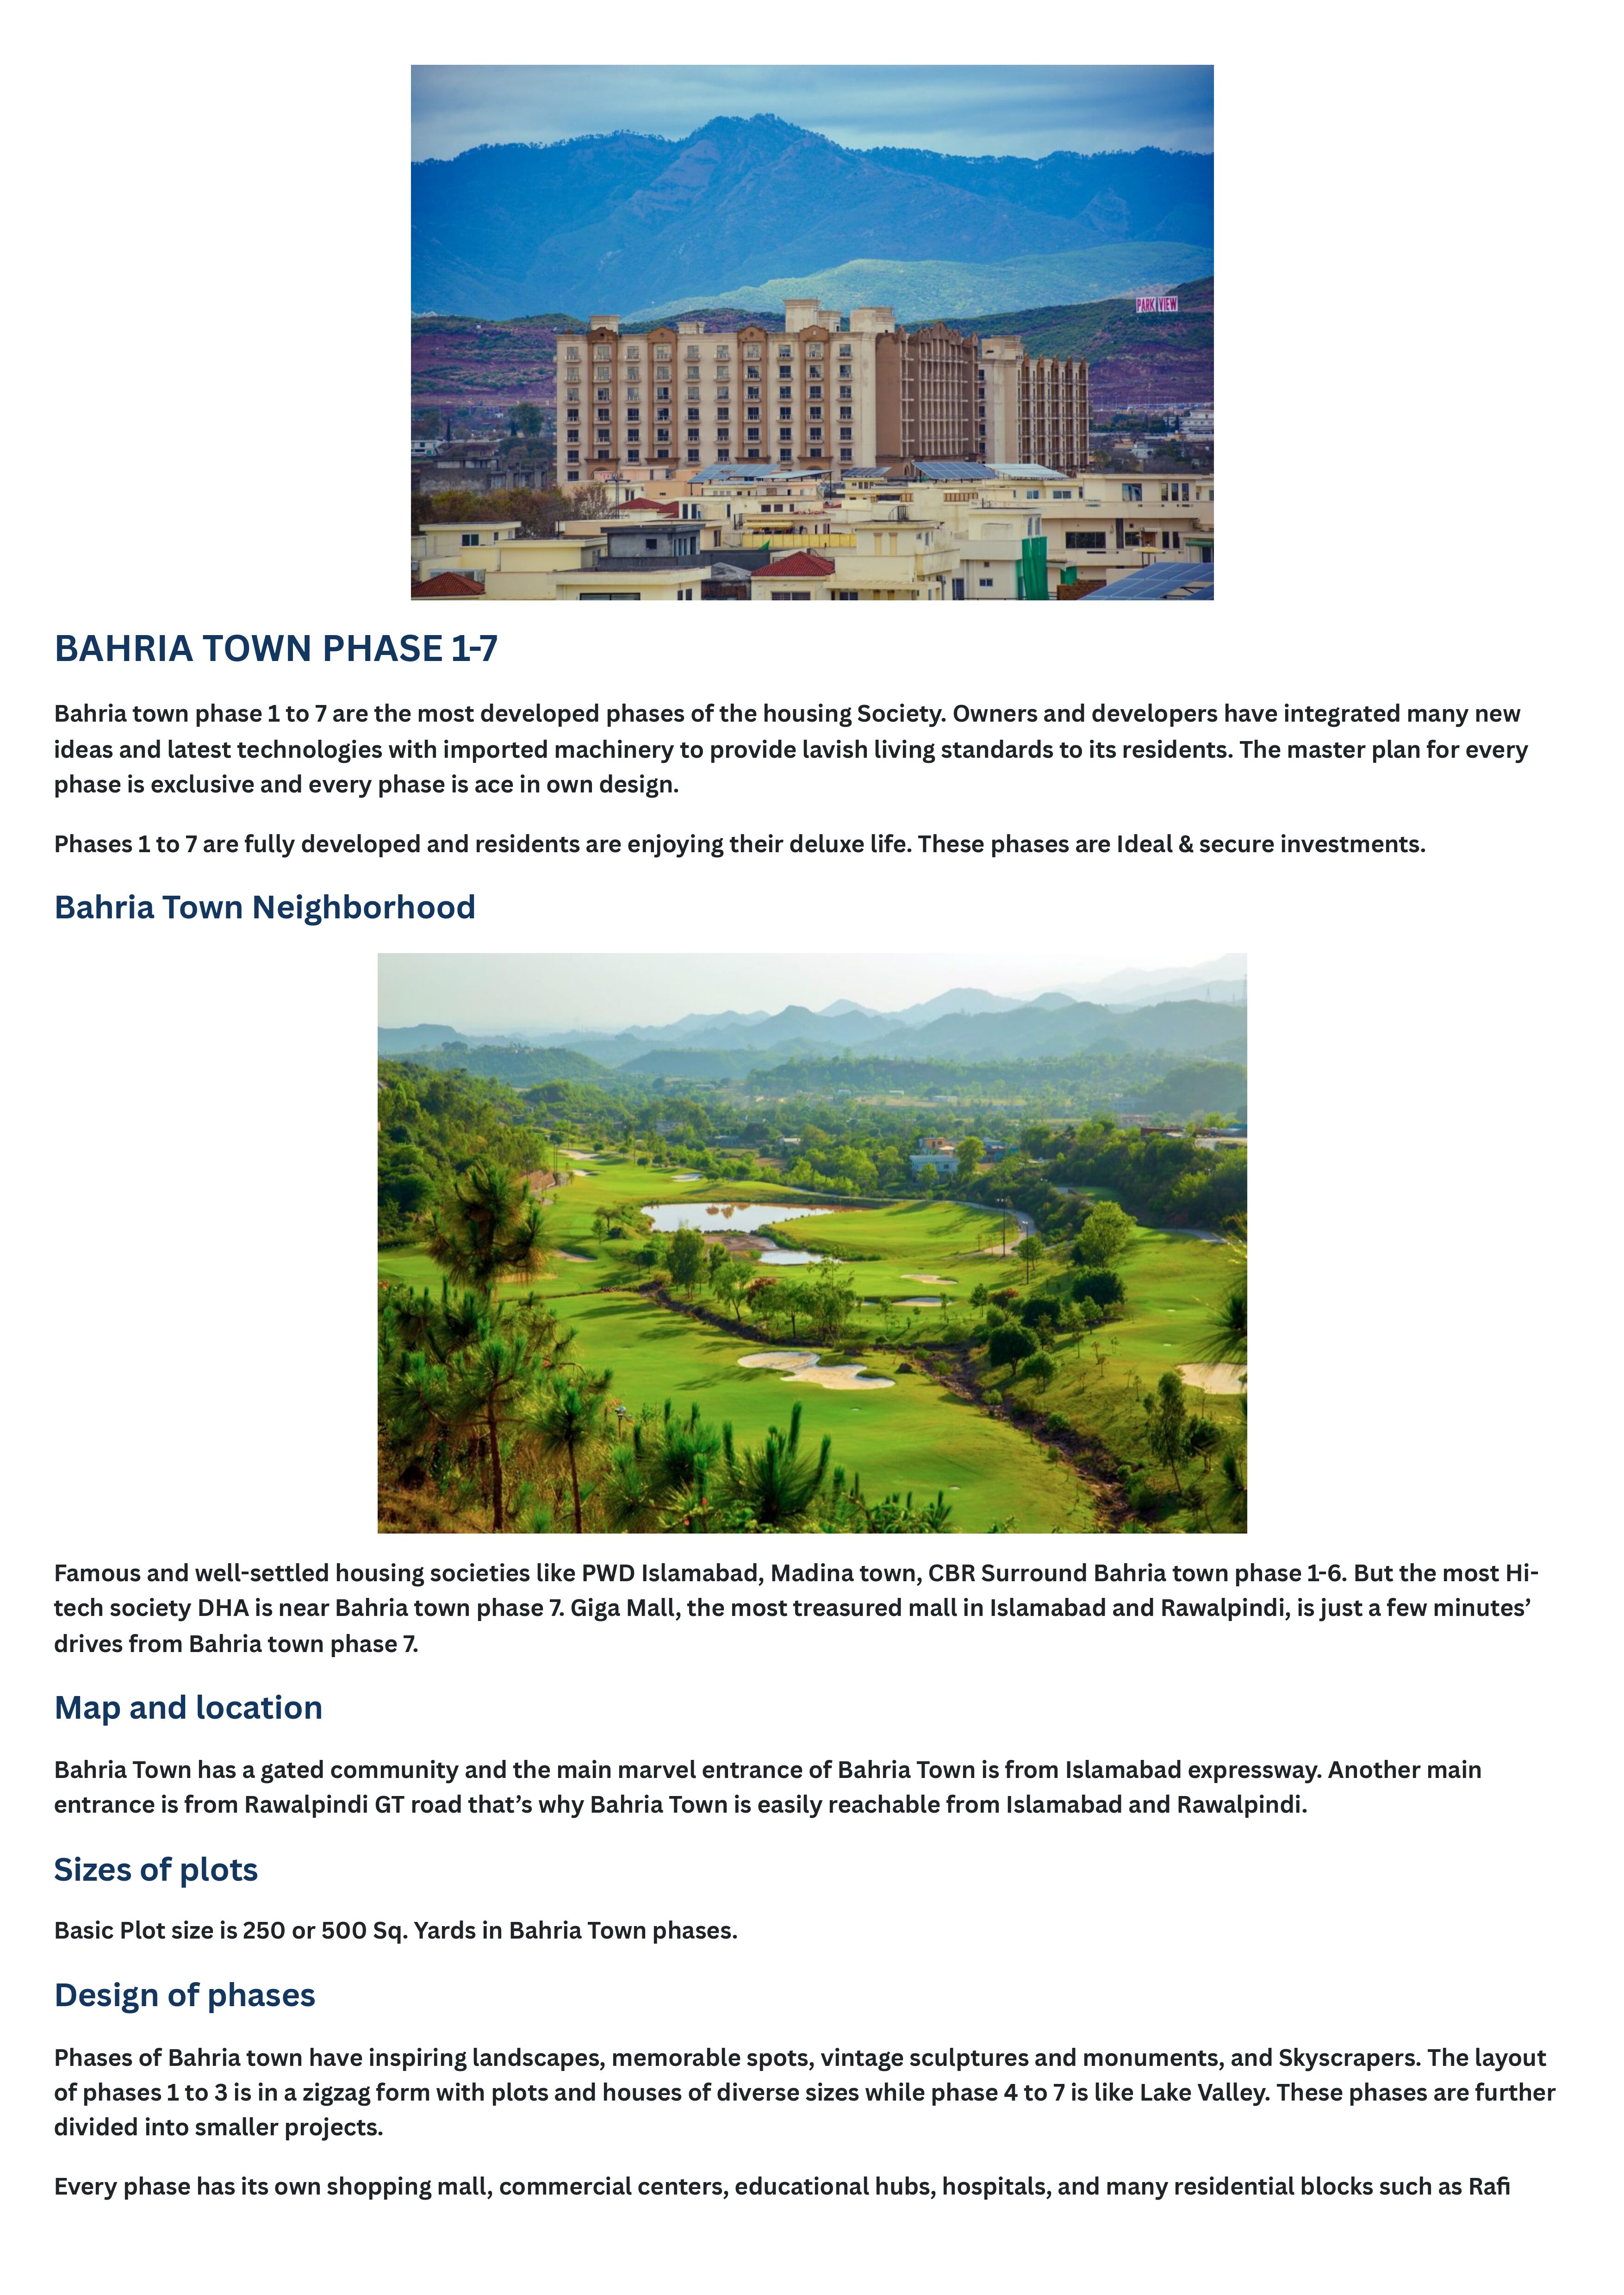 PARK VIEW
BAHRIA TOWN PHASE 1-7
Bahria town phase 1 to 7 are the most developed phases of the housing Society. Owners and developers have integrated many new
ideas and latest technologies with imported machinery to provide lavish living standards to its residents. The master plan for every
phase is exclusive and every phase is ace in own design.
Phases 1 to 7 are fully developed and residents are enjoying their deluxe life. These phases are Ideal & secure investments.
Bahria Town Neighborhood
Famous and well-settled housing societies like PWD Islamabad, Madina town, CBR Surround Bahria town phase 1-6. But the most Hi-
tech society DHA is near Bahria town phase 7. Giga Mall, the most treasured mall in Islamabad and Rawalpindi, is just a few minutes’
drives from Bahria town phase 7.
Map and location
Bahria Town has a gated community and the main marvel entrance of Bahria Town is from Islamabad expressway. Another main
entrance is from Rawalpindi GT road that’s why Bahria Town is easily reachable from Islamabad and Rawalpindi.
Sizes of plots
Basic Plot size is 250 or 500 Sq. Yards in Bahria Town phases.
Design of phases
Phases of Bahria town have inspiring landscapes, memorable spots, vintage sculptures and monuments, and Skyscrapers. The layout
of phases 1 to 3 is in a zigzag form with plots and houses of diverse sizes while phase 4 to 7 is like Lake Valley. These phases are further
divided into smaller projects.
Every phase has its own shopping mall, commercial centers, educational hubs, hospitals, and many residential blocks such as Rafi